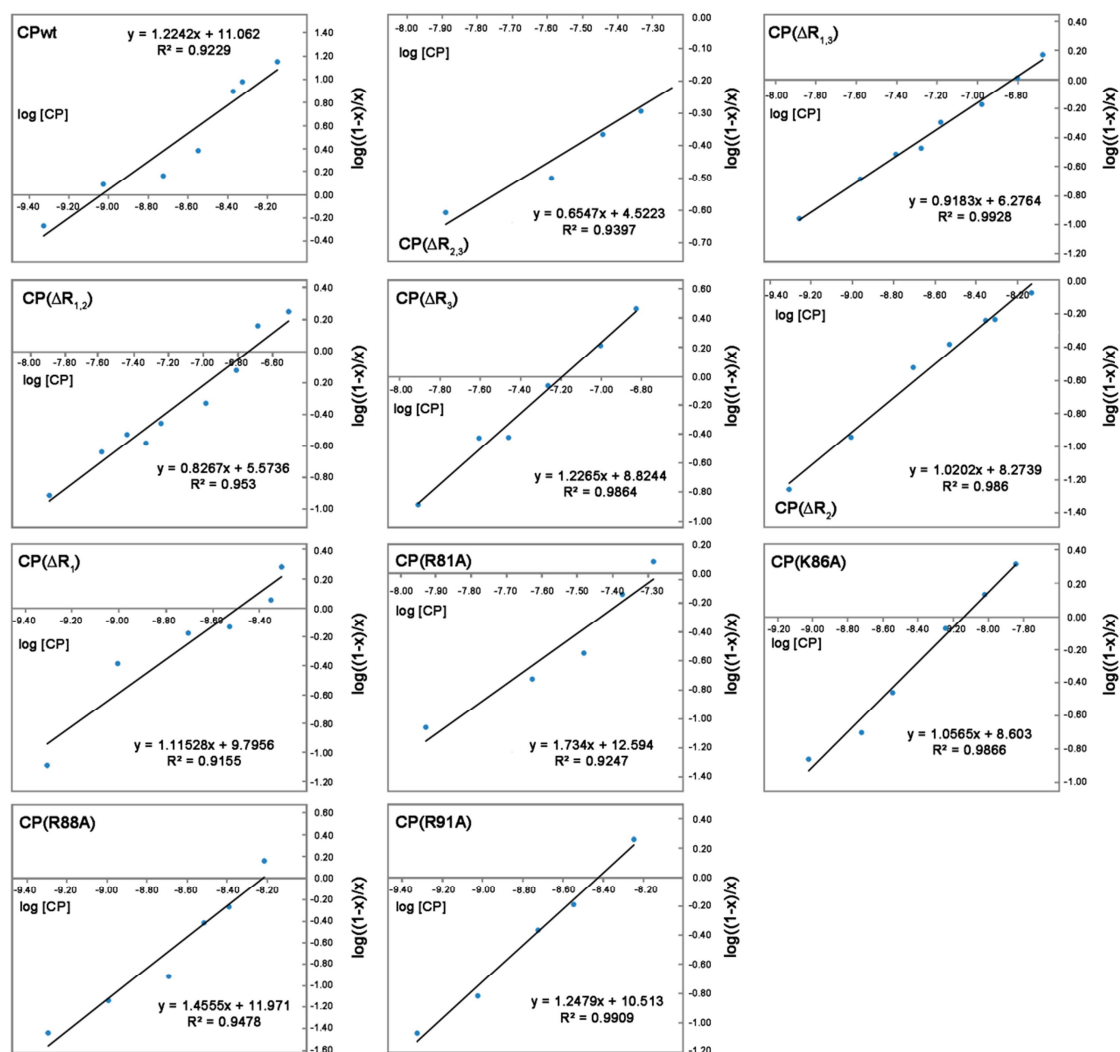 CPwt
y = 1.2242x + 11.062
R² = 0.9229
log [CP]
-9.40 -9.20 -9.00 -8.80 -8.60 -8.40 -8.20
1.40
1.20
1.00
0.80
0.60
0.40
0.20
0.00
-0.20
-0.40
log((1-x)/x)
-8.00 -7.90 -7.80 -7.70 -7.60 -7.50 -7.40 -7.30
log [CP]
0.00
-0.10
-0.20
-0.30
-0.40
-0.50
-0.60
-0.70
y = 0.6547x + 4.5223
R² = 0.9397
CP(ΔR2,3)
log((1-x)/x)
CP(ΔR1,3)
-8.00 -7.80 -7.60 -7.40 -7.20 -7.00 -6.80
log [CP]
0.40
0.20
0.00
-0.20
-0.40
-0.60
-0.80
-1.00
-1.20
y = 0.9183x + 6.2764
R² = 0.9928
log((1-x)/x)
CP(ΔR1,2)
-8.00 -7.80 -7.60 -7.40 -7.20 -7.00 -6.80 -6.60
log [CP]
0.40
0.20
0.00
-0.20
-0.40
-0.60
-0.80
-1.00
y = 0.8267x + 5.5736
R² = 0.953
log((1-x)/x)
CP(ΔR3)
-8.00 -7.80 -7.60 -7.40 -7.20 -7.00 -6.80
log [CP]
0.60
0.40
0.20
0.00
-0.20
-0.40
-0.60
-0.80
-1.00
y = 1.2265x + 8.8244
R² = 0.9864
log((1-x)/x)
-9.40 -9.20 -9.00 -8.80 -8.60 -8.40 -8.20
log [CP]
0.00
-0.20
-0.40
-0.60
-0.80
-1.00
-1.20
-1.40
y = 1.0202x + 8.2739
R² = 0.986
CP(ΔR2)
log((1-x)/x)
CP(ΔR1)
-9.40 -9.20 -9.00 -8.80 -8.60 -8.40
log [CP]
0.40
0.20
0.00
-0.20
-0.40
-0.60
-0.80
-1.00
-1.20
y = 1.11528x + 9.7956
R² = 0.9155
log((1-x)/x)
CP(R81A)
-8.00 -7.90 -7.80 -7.70 -7.60 -7.50 -7.40 -7.30
log [CP]
0.20
0.00
-0.20
-0.40
-0.60
-0.80
-1.00
-1.20
-1.40
y = 1.734x + 12.594
R² = 0.9247
log((1-x)/x)
CP(K86A)
-9.20 -9.00 -8.80 -8.60 -8.40 -8.20 -8.00 -7.80
log [CP]
0.40
0.20
0.00
-0.20
-0.40
-0.60
-0.80
-1.00
y = 1.0565x + 8.603
R² = 0.9866
log((1-x)/x)
CP(R88A)
-9.40 -9.20 -9.00 -8.80 -8.60 -8.40 -8.20
log [CP]
0.60
0.40
0.20
0.00
-0.20
-0.40
-0.60
-0.80
-1.00
-1.20
-1.40
-1.60
y = 1.4555x + 11.971
R² = 0.9478
log((1-x)/x)
CP(R91A)
-9.40 -9.20 -9.00 -8.80 -8.60 -8.40 -8.20
log [CP]
0.40
0.20
0.00
-0.20
-0.40
-0.60
-0.80
-1.00
-1.20
y = 1.2479x + 10.513
R² = 0.9909
log((1-x)/x)